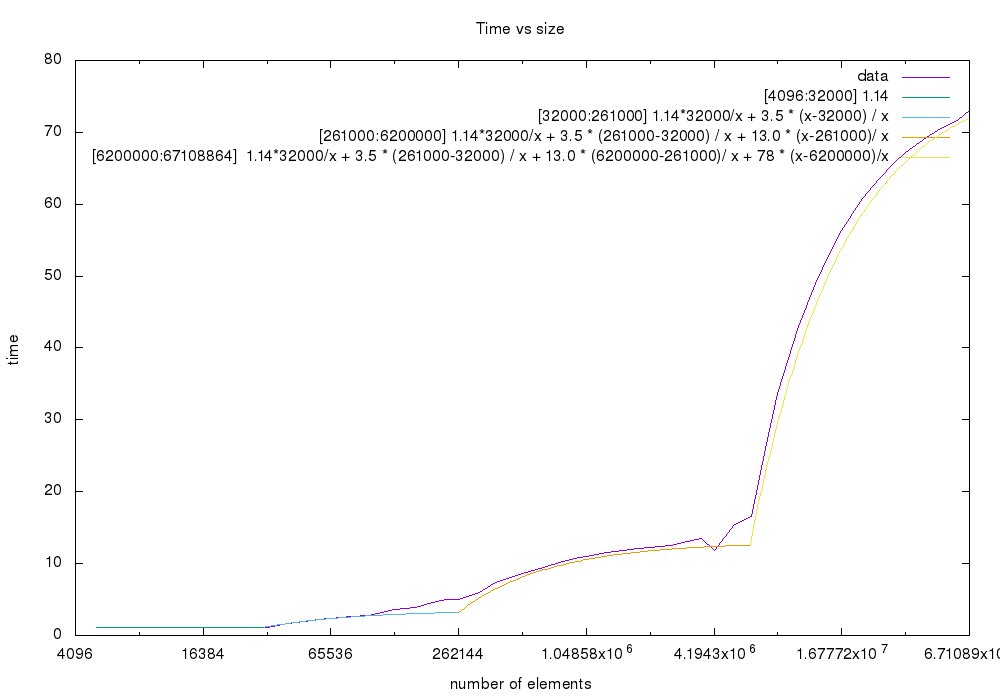 Time vs size
data
[4096:32000] 1.14
[32000:261000] 1.14*32000/x + 3.5 * (x-32000) / x
[261000:6200000] 1.14*32000/x + 3.5 * (261000-32000) / x + 13.0 * (x-261000)/ x
[6200000:67108864]  1.14*32000/x + 3.5 * (261000-32000) / x + 13.0 * (6200000-261000)/ x + 78 * (x-6200000)/x
80
70
60
50
40
30
20
10
0
time
4096 16384 65536 262144 1.04858x10^6 4.1943x10^6 1.67772x10^7 6.71089x10
number of elements